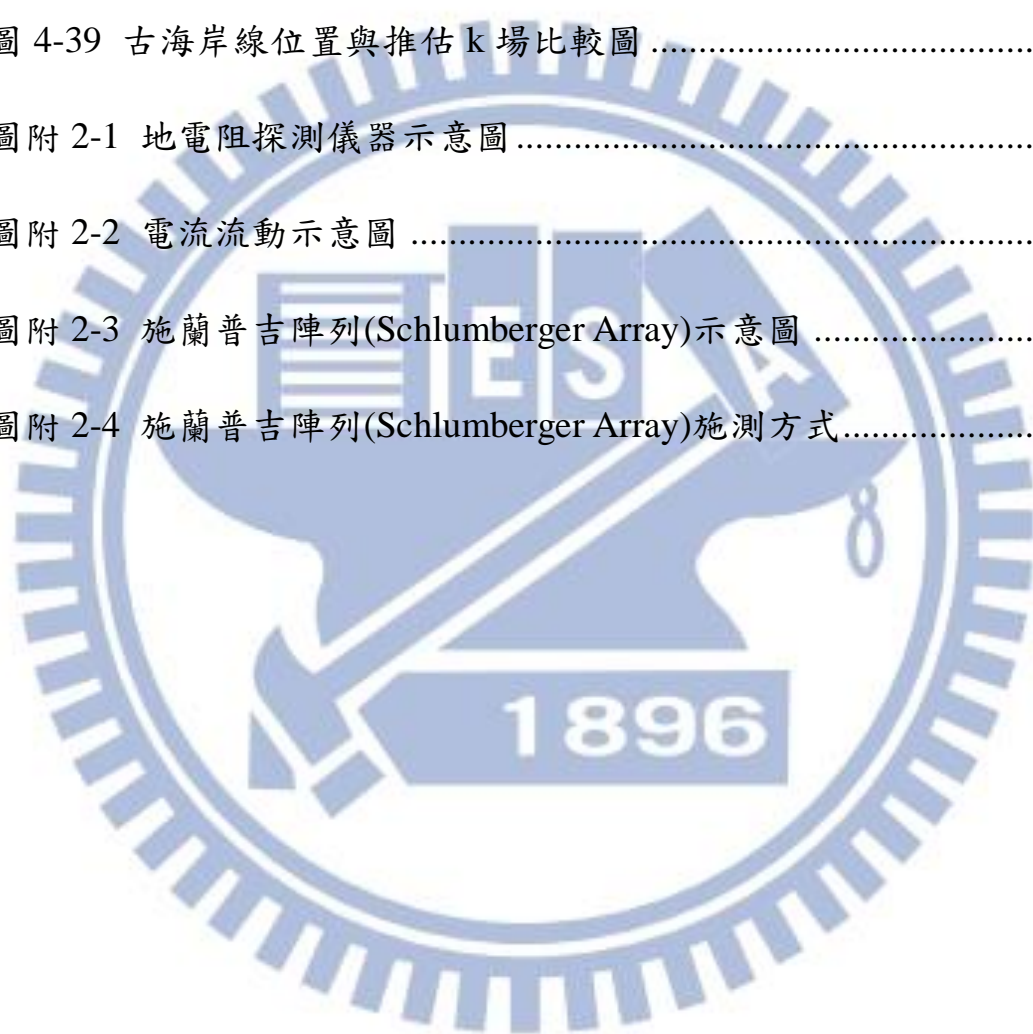 圖 4-39 古海岸線位置與推估 k 場比較圖 ......................................
圖附 2-1 地電阻探測儀器示意圖 ....................................................
圖附 2-2 電流流動示意圖 ...............................................................
圖附 2-3 施蘭普吉陣列(Schlumberger Array)示意圖 ......................
圖附 2-4 施蘭普吉陣列(Schlumberger Array)施測方式...................
E S A
1896